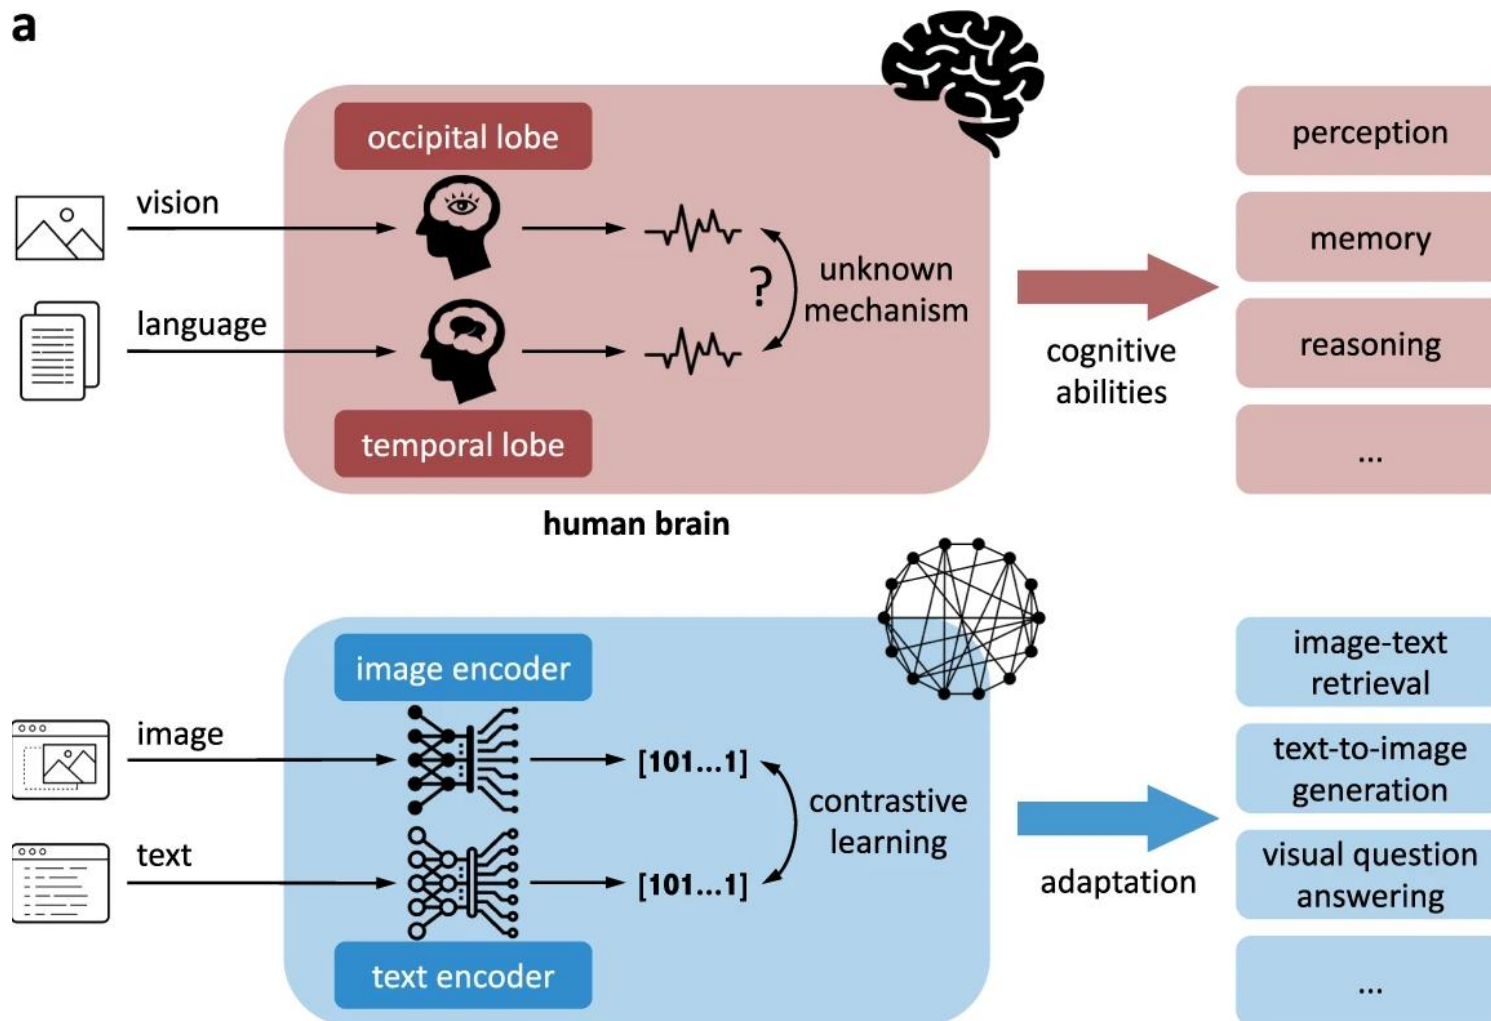 a
occipital lobe
vision
language
?
unknown
mechanism
temporal lobe
human brain
cognitive
abilities
perception
memory
reasoning
...
image encoder
image
text
[101...1]
[101...1]
contrastive
learning
text encoder
adaptation
image-text
retrieval
text-to-image
generation
visual question
answering
...